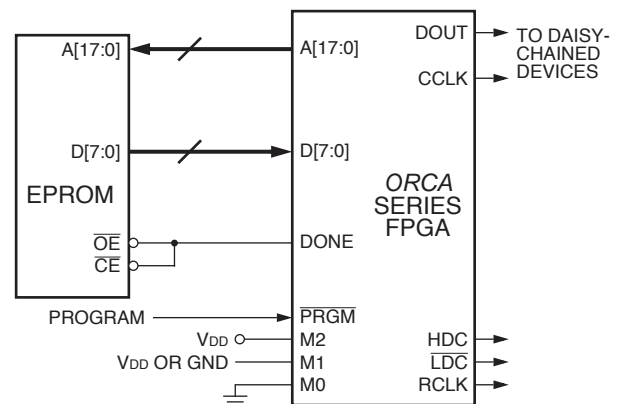 A[17:0]
D[7:0]
EPROM
OE
CE
PROGRAM
VDD
VDD OR GND
A[17:0]
D[7:0]
DONE
PRGM
M2
M1
M0
ORCA
SERIES
FPGA
DOUT
CCLK
HDC
LDC
RCLK
TO DAISY-
CHAINED
DEVICES